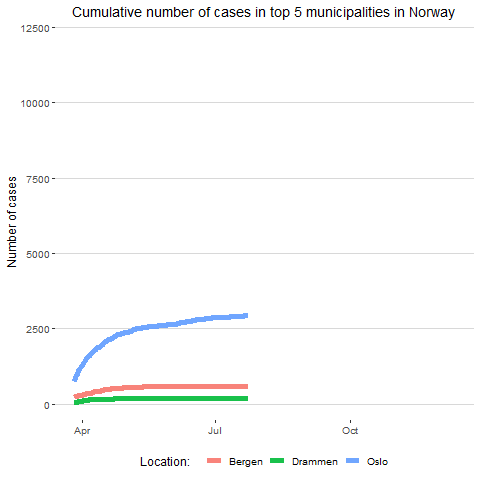 Cumulative number of cases in top 5 municipalities in Norway
Number of cases
12500
10000
7500
5000
2500
0
Apr Jul Oct
Location: Bergen Drammen Oslo